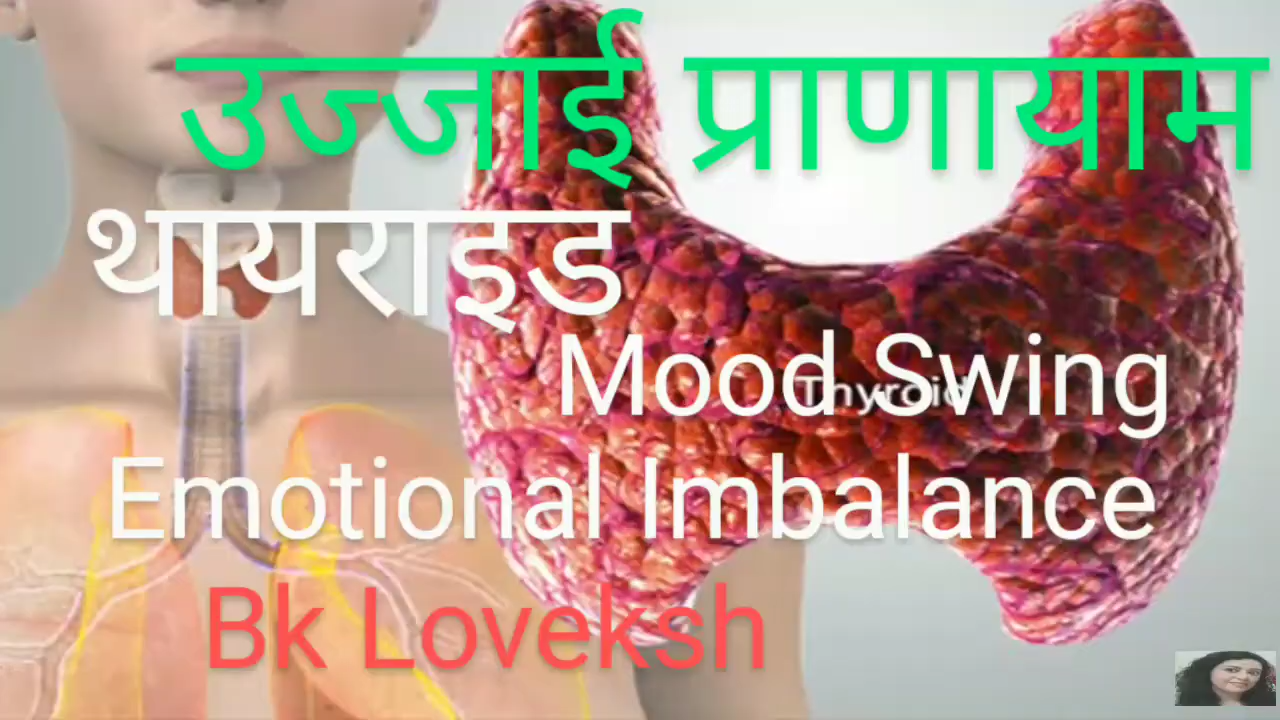 उज्जाई प्राणायाम
थायराइड
Mood Swing
Thyroid
Emotional Imbalance
Bk Loveksh